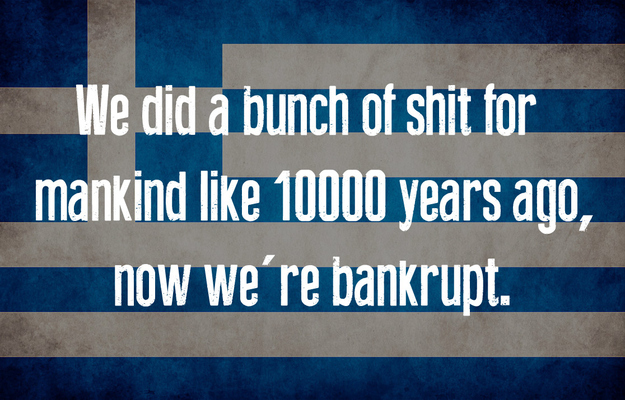 We did a bunch of shit for
mankind like 10000 years ago,
now we´re bankrupt.